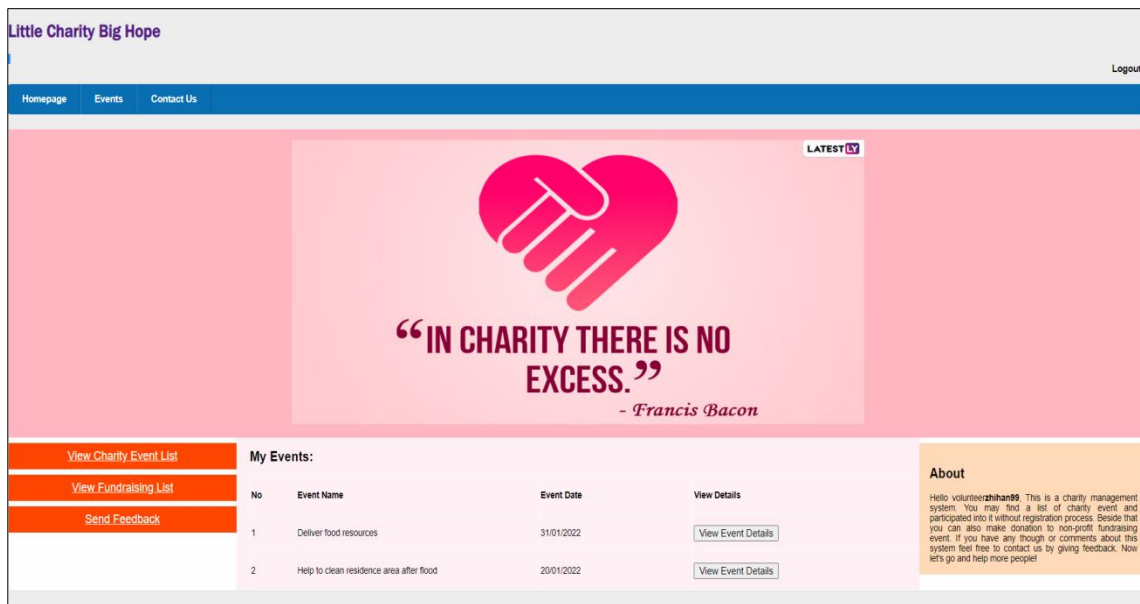 Little Charity Big Hope
Logout
Homepage Events Contact Us
LATESTLY
“IN CHARITY THERE IS NO
EXCESS.”
- Francis Bacon
View Charity Event List
View Fundraising List
Send Feedback
My Events:
No Event Name Event Date View Details
1 Deliver food resources 31/01/2022 View Event Details
2 Help to clean residence area after flood 20/01/2022 View Event Details
About
Hello volunteerzhihan99, This is a charity management
system. You may find a list of charity event and
participated into it without registration process. Beside that
you can also make donation to non-profit fundraising
event. If you have any though or comments about this
system feel free to contact us by giving feedback. Now
let's go and help more people!